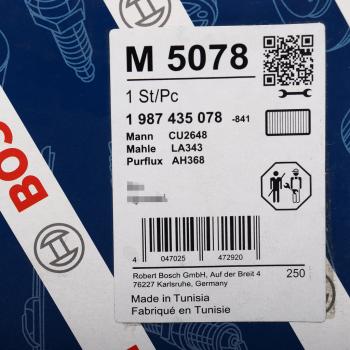 BOSCH
M 5078
1 St/Pc
1 987 435 078 -841
Mann CU2648
Mahle LA343
Purflux AH368
4 047025 472920
Robert Bosch GmbH, Auf der Breit 4
76227 Karlsruhe, Germany
250
Made in Tunisia
Fabriqué en Tunisie